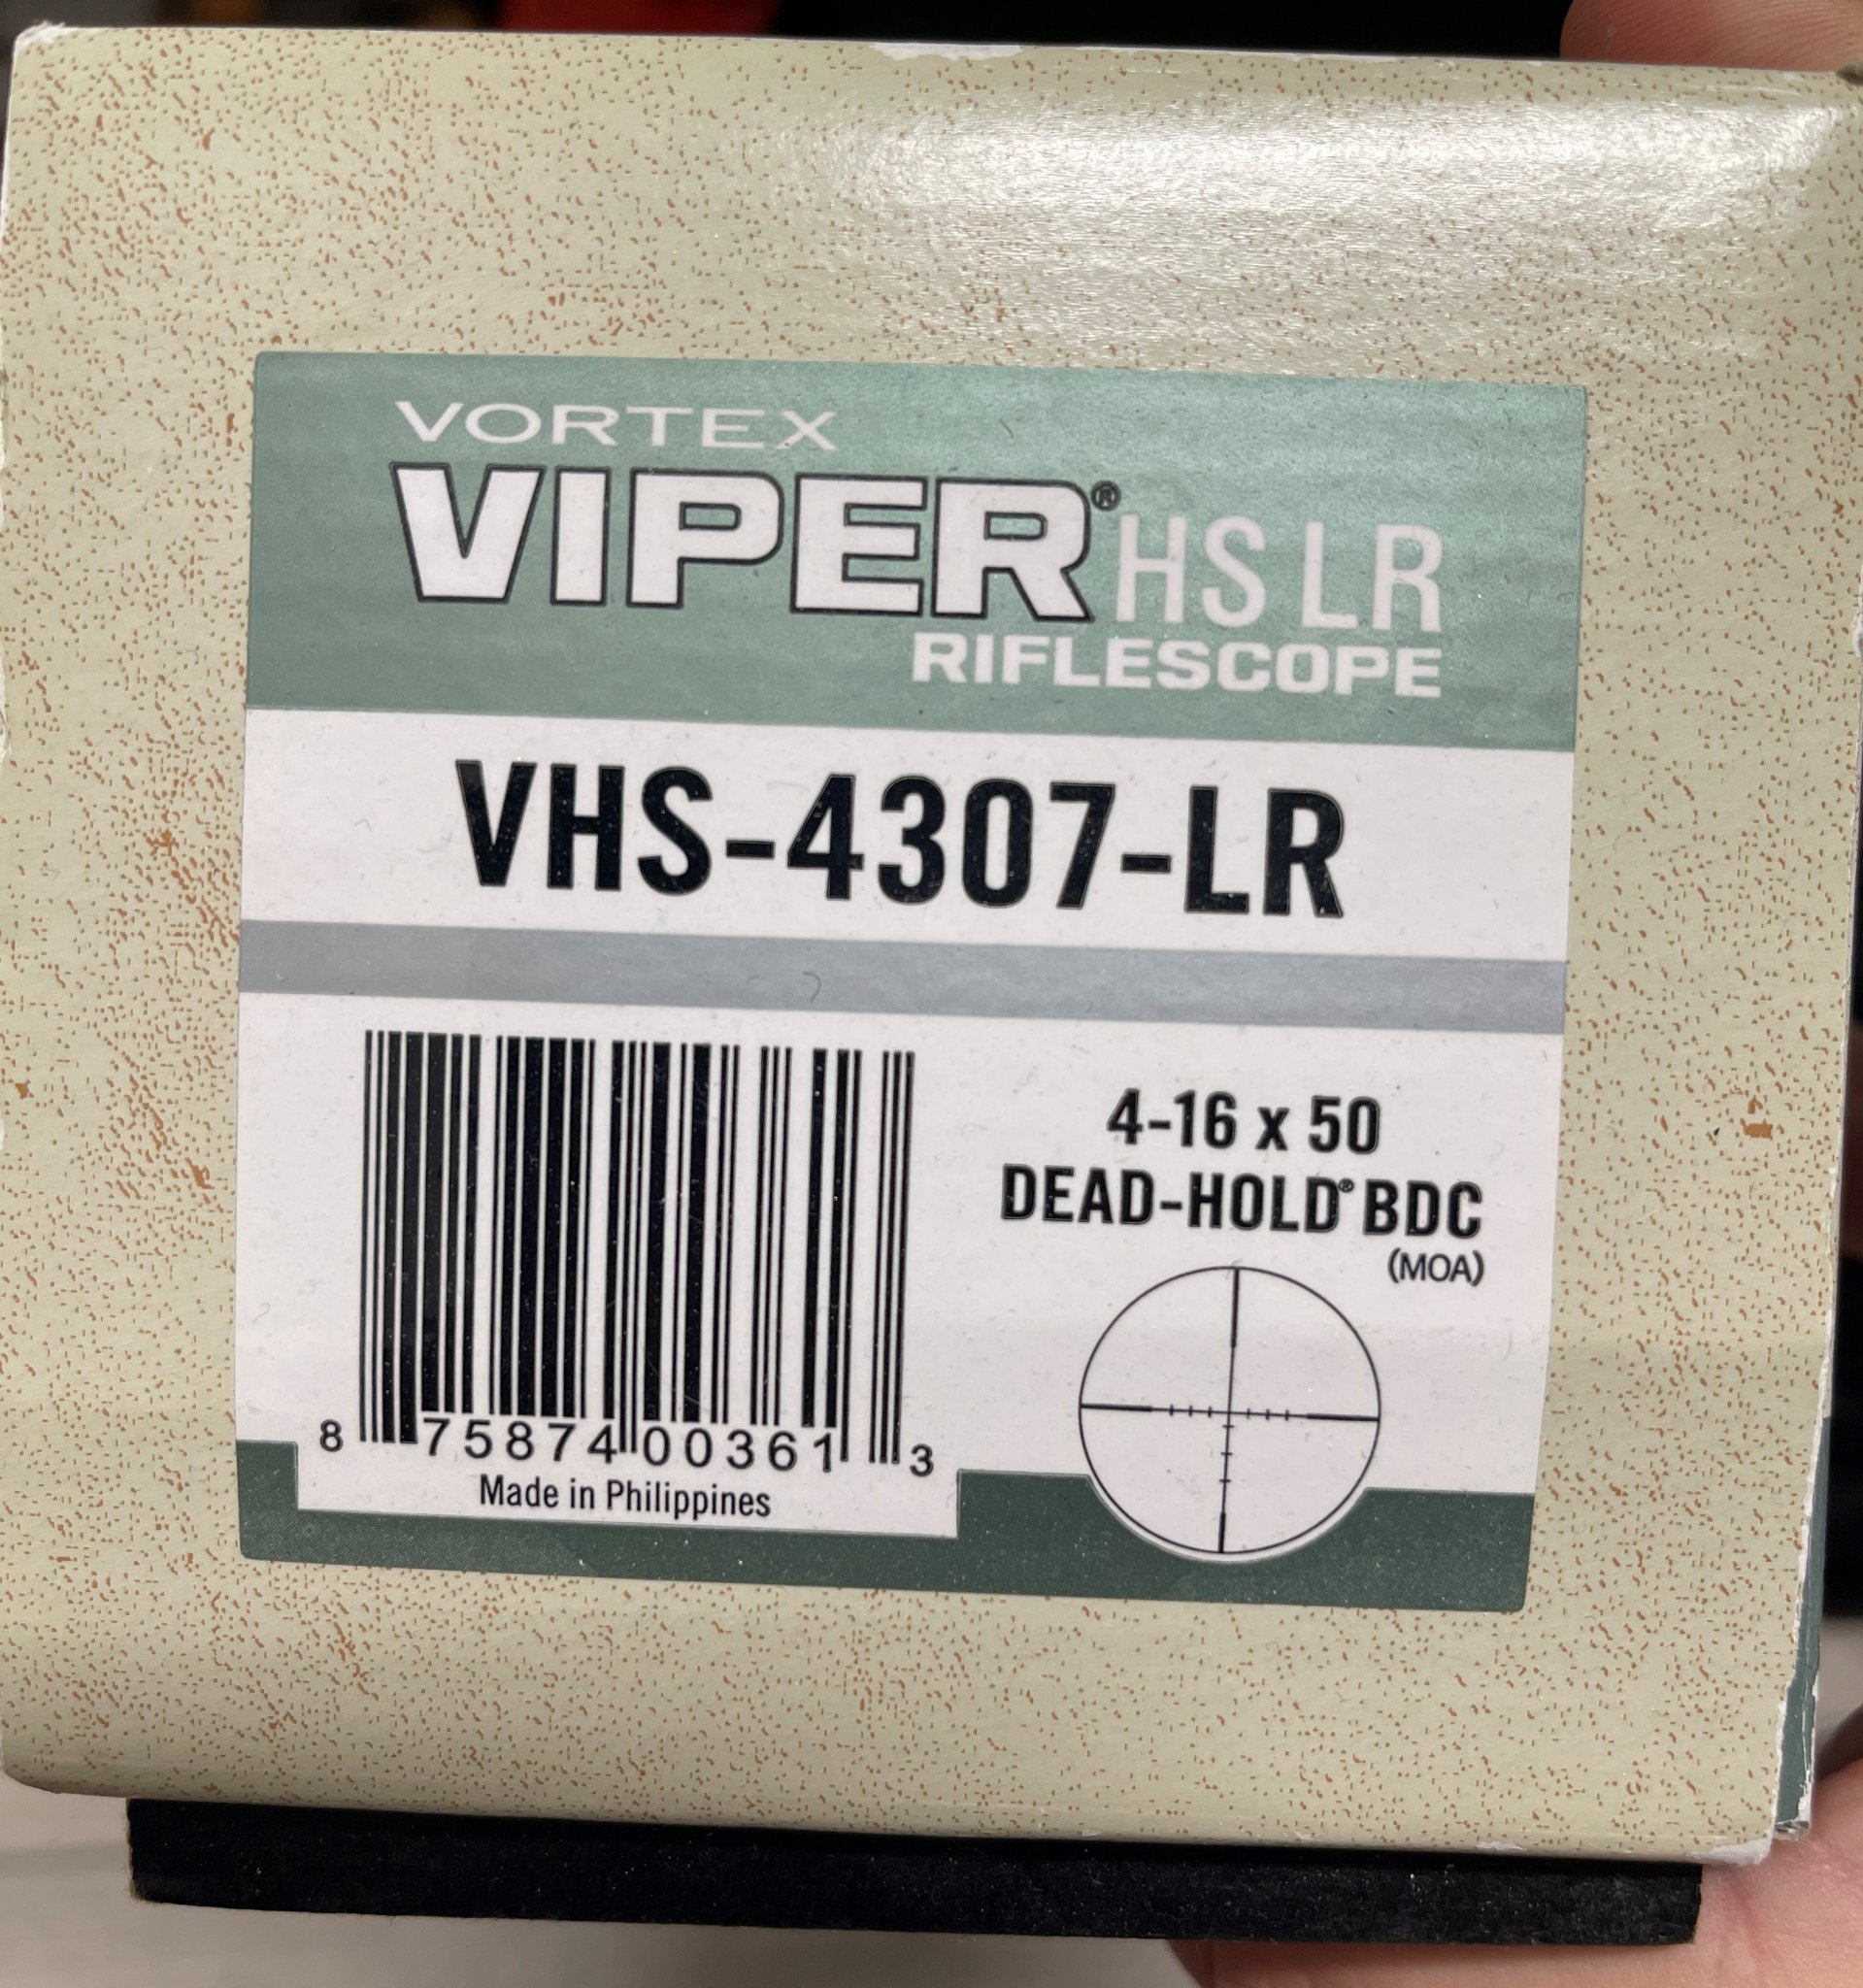 VORTEX
VIPER® HS LR
RIFLESCOPE
VHS-4307-LR
4-16 x 50
DEAD-HOLD® BDC
(MOA)
8 75874 00361 3
Made in Philippines